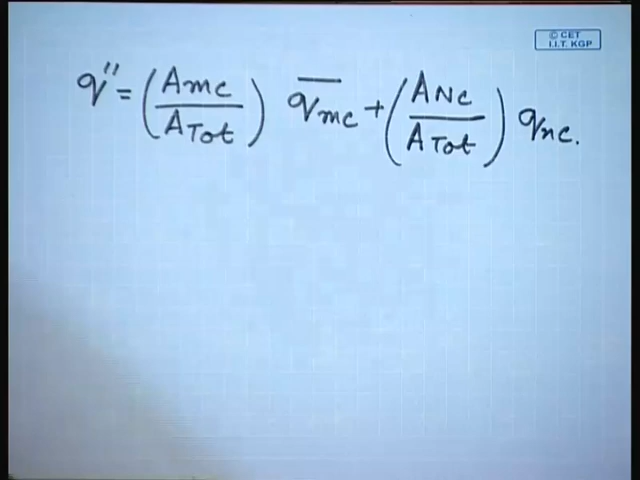 © CET
I.I.T. KGP
q'' = (Amc / ATot) q̅mc + (ANc / ATot) qnc.